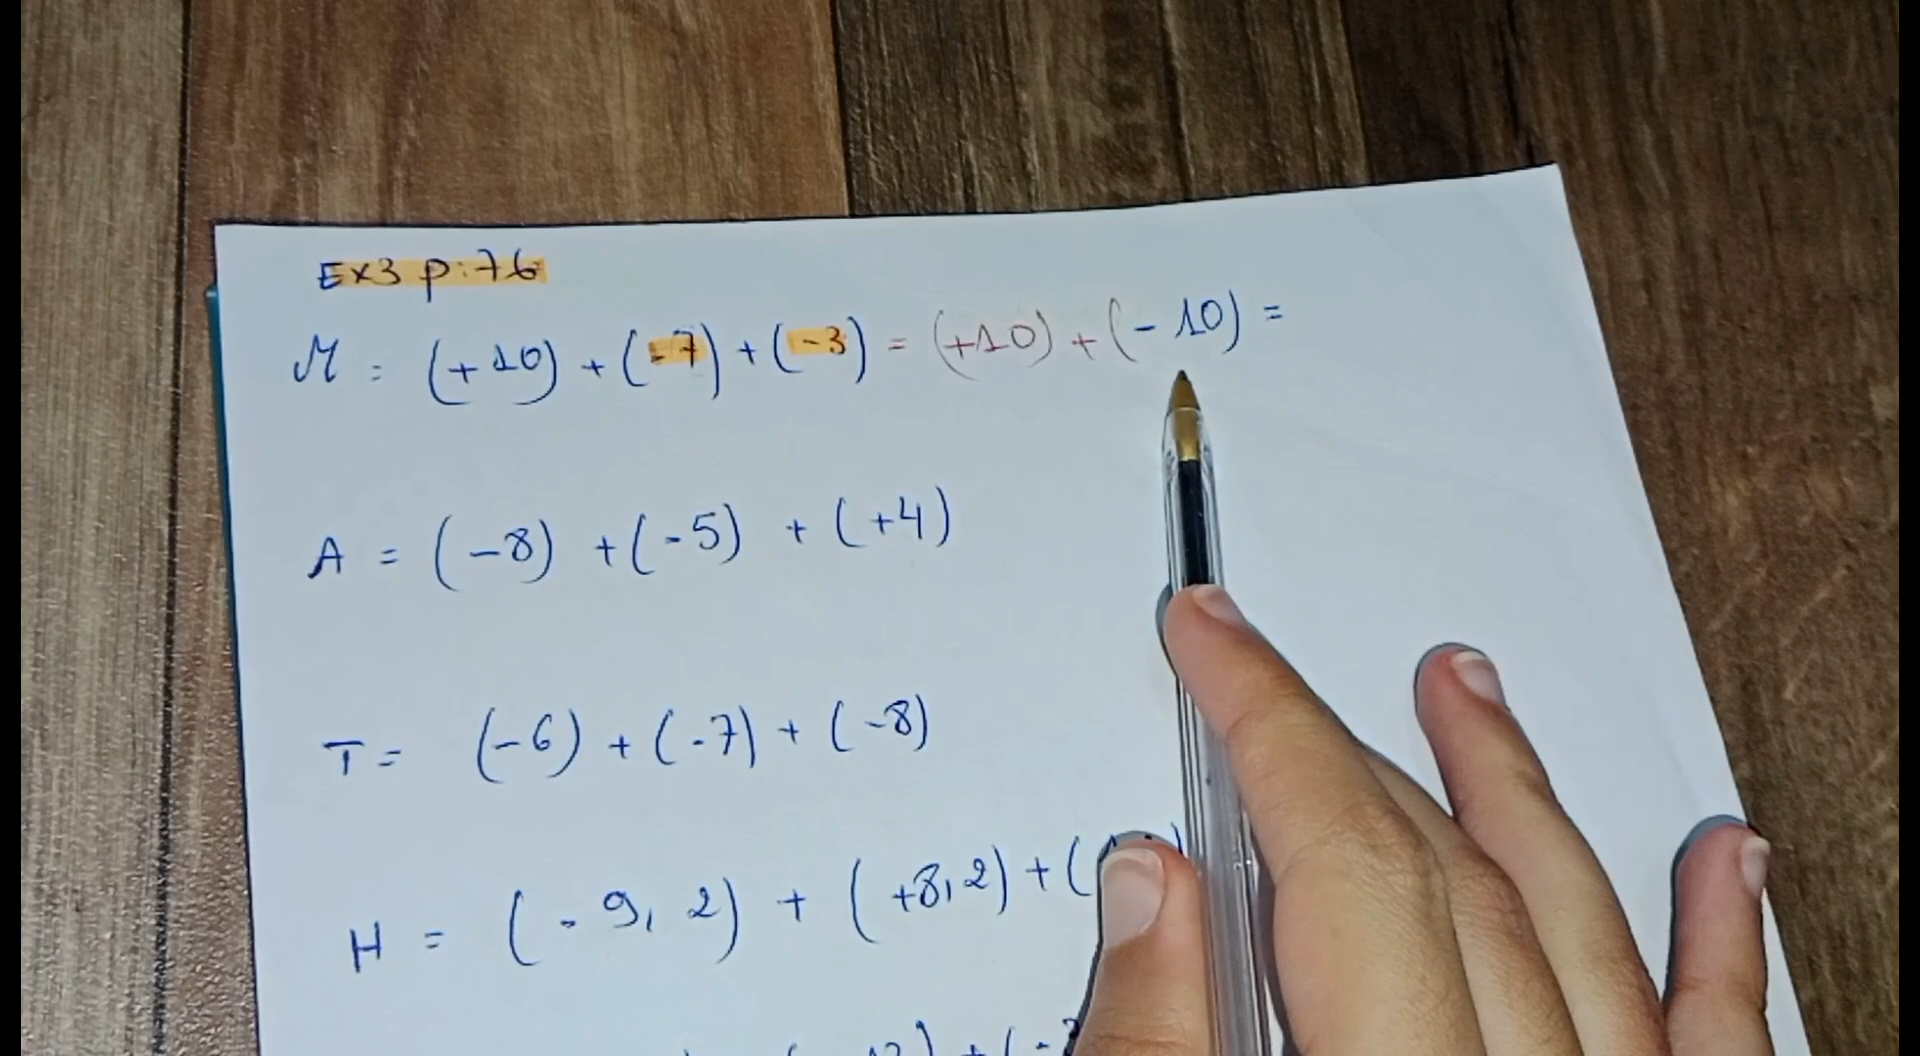 Ex3 p:76
M = (+10) + (-7) + (-3) = (+10) + (-10) =
A = (-8) + (-5) + (+4)
T = (-6) + (-7) + (-8)
H = (-9,2) + (+8,2) + (
) + (-